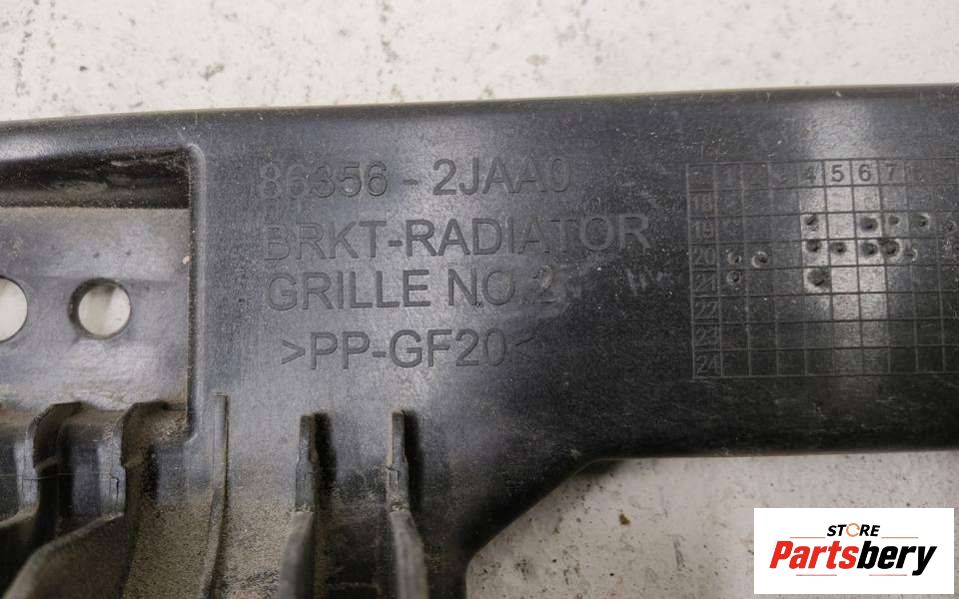 86356 - 2JAA0
BRKT-RADIATOR
GRILLE NO.2
>PP-GF20<
4 5 6 7
18
19
20
21
22
23
24
STORE
Partsbery